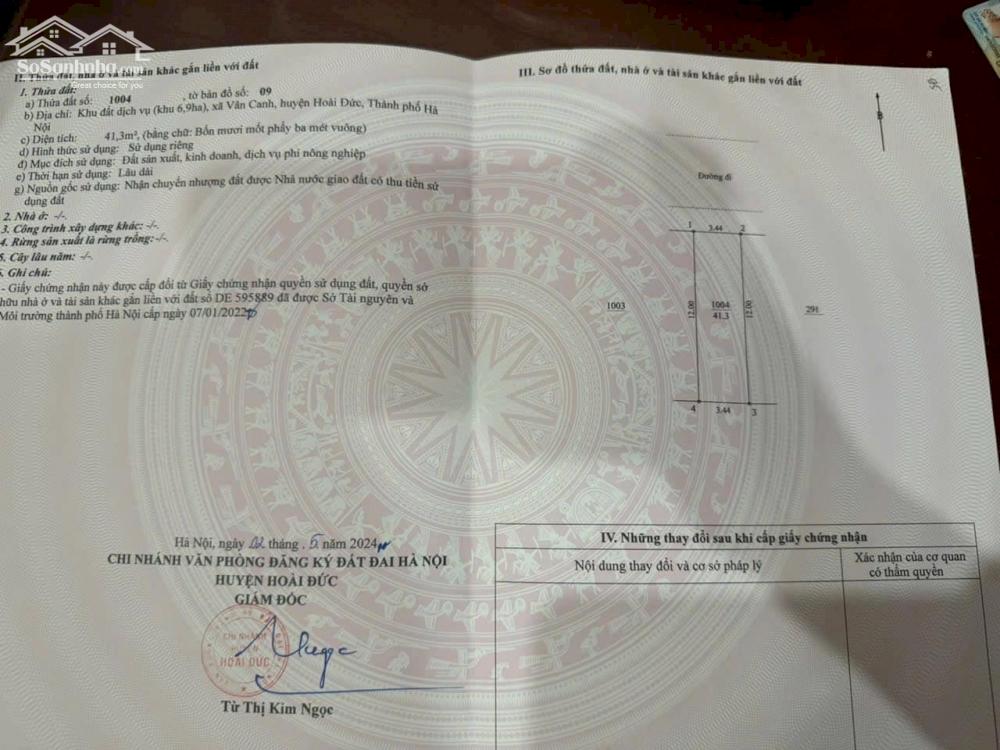 SoSanhnha.com
Great choice for you
II. Thửa đất, nhà ở và tài sản khác gắn liền với đất
1. Thửa đất:
a) Thửa đất số: 1004 , tờ bản đồ số: 09
b) Địa chỉ: Khu đất dịch vụ (khu 6,9ha), xã Vân Canh, huyện Hoài Đức, Thành phố Hà
Nội
c) Diện tích: 41,3m², (bằng chữ: Bốn mươi mốt phẩy ba mét vuông)
d) Hình thức sử dụng: Sử dụng riêng
đ) Mục đích sử dụng: Đất sản xuất, kinh doanh, dịch vụ phi nông nghiệp
e) Thời hạn sử dụng: Lâu dài
g) Nguồn gốc sử dụng: Nhận chuyển nhượng đất được Nhà nước giao đất có thu tiền sử
dụng đất
2. Nhà ở: -/-.
3. Công trình xây dựng khác: -/-.
4. Rừng sản xuất là rừng trồng: -/-.
5. Cây lâu năm: -/-.
6. Ghi chú:
- Giấy chứng nhận này được cấp đổi từ Giấy chứng nhận quyền sử dụng đất, quyền sở
hữu nhà ở và tài sản khác gắn liền với đất số DE 595889 đã được Sở Tài nguyên và
Môi trường thành phố Hà Nội cấp ngày 07/01/2022
Hà Nội, ngày 02 tháng . 5 năm 2024
CHI NHÁNH VĂN PHÒNG ĐĂNG KÝ ĐẤT ĐAI HÀ NỘI
HUYỆN HOÀI ĐỨC
GIÁM ĐỐC
CHI NHÁNH
HOÀI ĐỨC
Từ Thị Kim Ngọc
III. Sơ đồ thửa đất, nhà ở và tài sản khác gắn liền với đất
B
Đường đi
1 3.44 2
1003
12.00
1004
41.3
12.00
291
4 3.44 3
IV. Những thay đổi sau khi cấp giấy chứng nhận
Nội dung thay đổi và cơ sở pháp lý
Xác nhận của cơ quan
có thẩm quyền